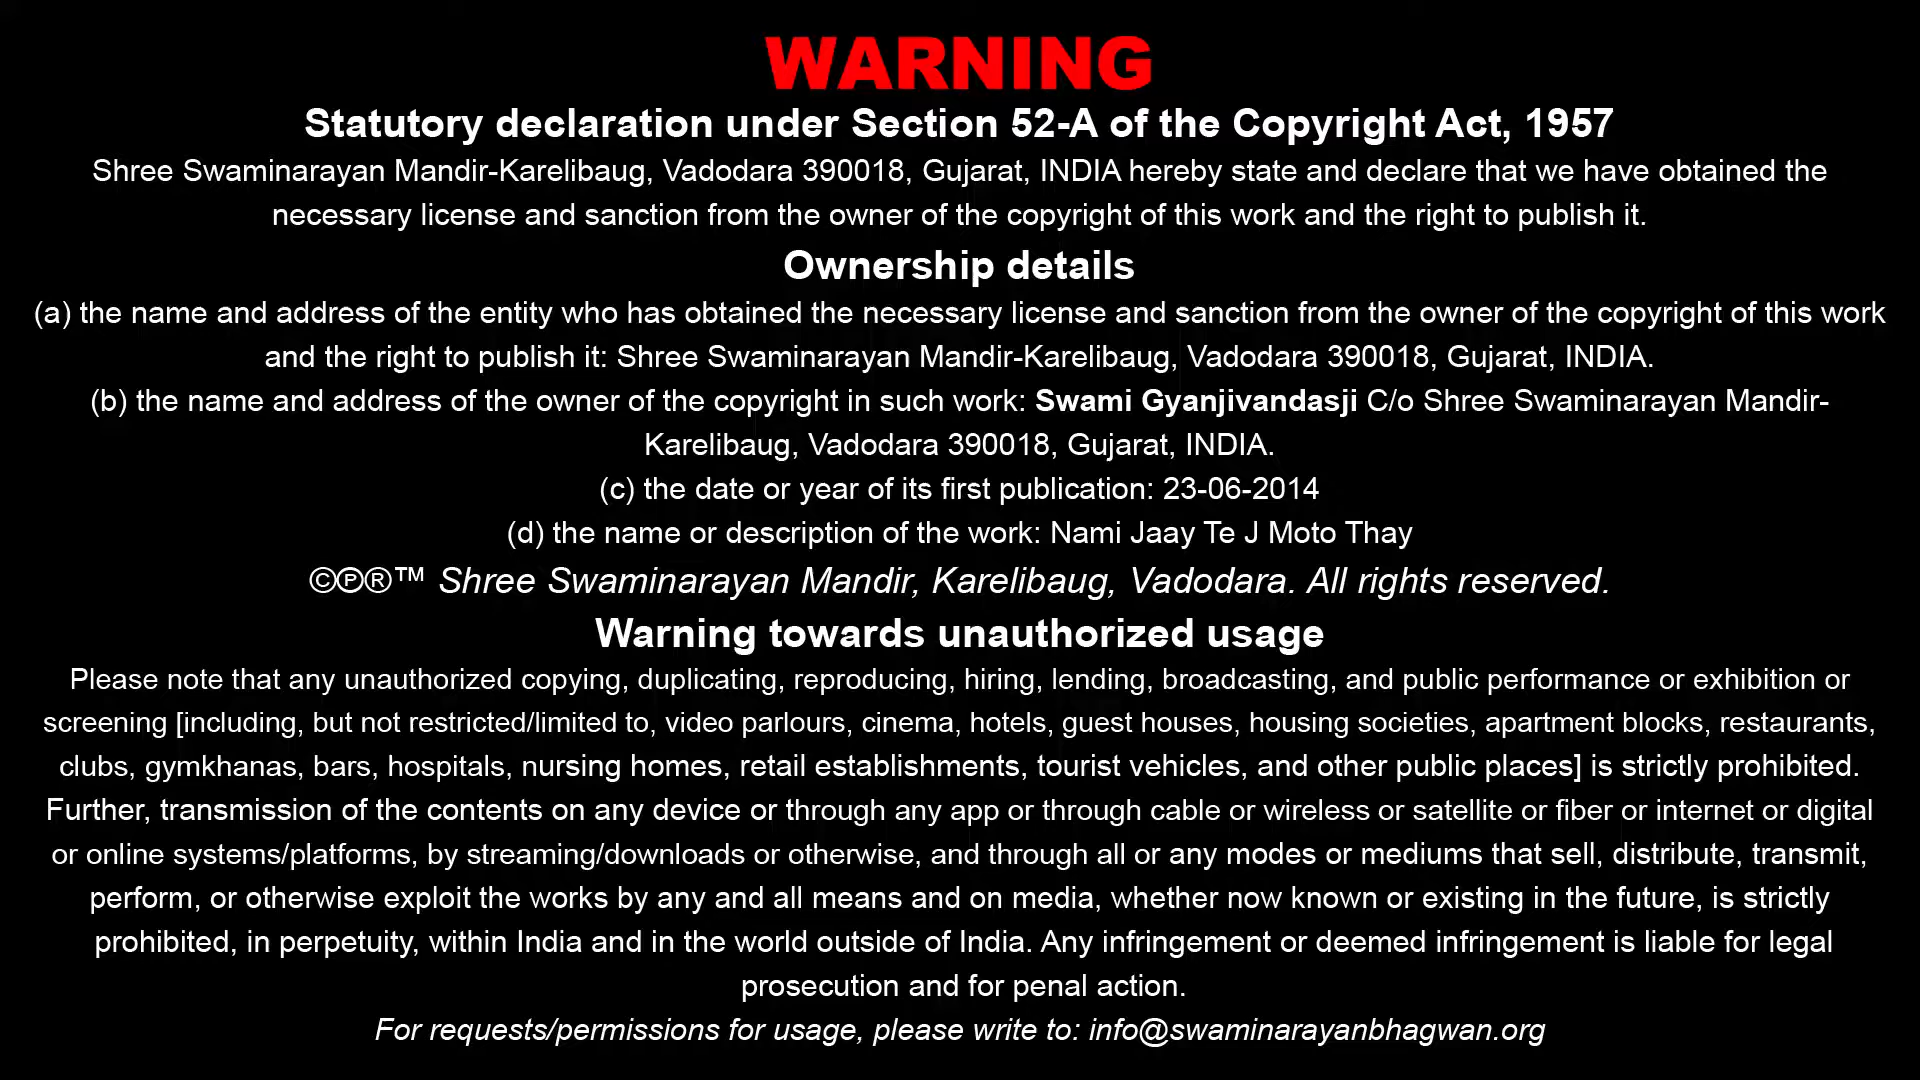 WARNING
Statutory declaration under Section 52-A of the Copyright Act, 1957
Shree Swaminarayan Mandir-Karelibaug, Vadodara 390018, Gujarat, INDIA hereby state and declare that we have obtained the
necessary license and sanction from the owner of the copyright of this work and the right to publish it.
Ownership details
(a) the name and address of the entity who has obtained the necessary license and sanction from the owner of the copyright of this work
and the right to publish it: Shree Swaminarayan Mandir-Karelibaug, Vadodara 390018, Gujarat, INDIA.
(b) the name and address of the owner of the copyright in such work: Swami Gyanjivandasji C/o Shree Swaminarayan Mandir-
Karelibaug, Vadodara 390018, Gujarat, INDIA.
(c) the date or year of its first publication: 23-06-2014
(d) the name or description of the work: Nami Jaay Te J Moto Thay
©℗®™ Shree Swaminarayan Mandir, Karelibaug, Vadodara. All rights reserved.
Warning towards unauthorized usage
Please note that any unauthorized copying, duplicating, reproducing, hiring, lending, broadcasting, and public performance or exhibition or
screening [including, but not restricted/limited to, video parlours, cinema, hotels, guest houses, housing societies, apartment blocks, restaurants,
clubs, gymkhanas, bars, hospitals, nursing homes, retail establishments, tourist vehicles, and other public places] is strictly prohibited.
Further, transmission of the contents on any device or through any app or through cable or wireless or satellite or fiber or internet or digital
or online systems/platforms, by streaming/downloads or otherwise, and through all or any modes or mediums that sell, distribute, transmit,
perform, or otherwise exploit the works by any and all means and on media, whether now known or existing in the future, is strictly
prohibited, in perpetuity, within India and in the world outside of India. Any infringement or deemed infringement is liable for legal
prosecution and for penal action.
For requests/permissions for usage, please write to: info@swaminarayanbhagwan.org